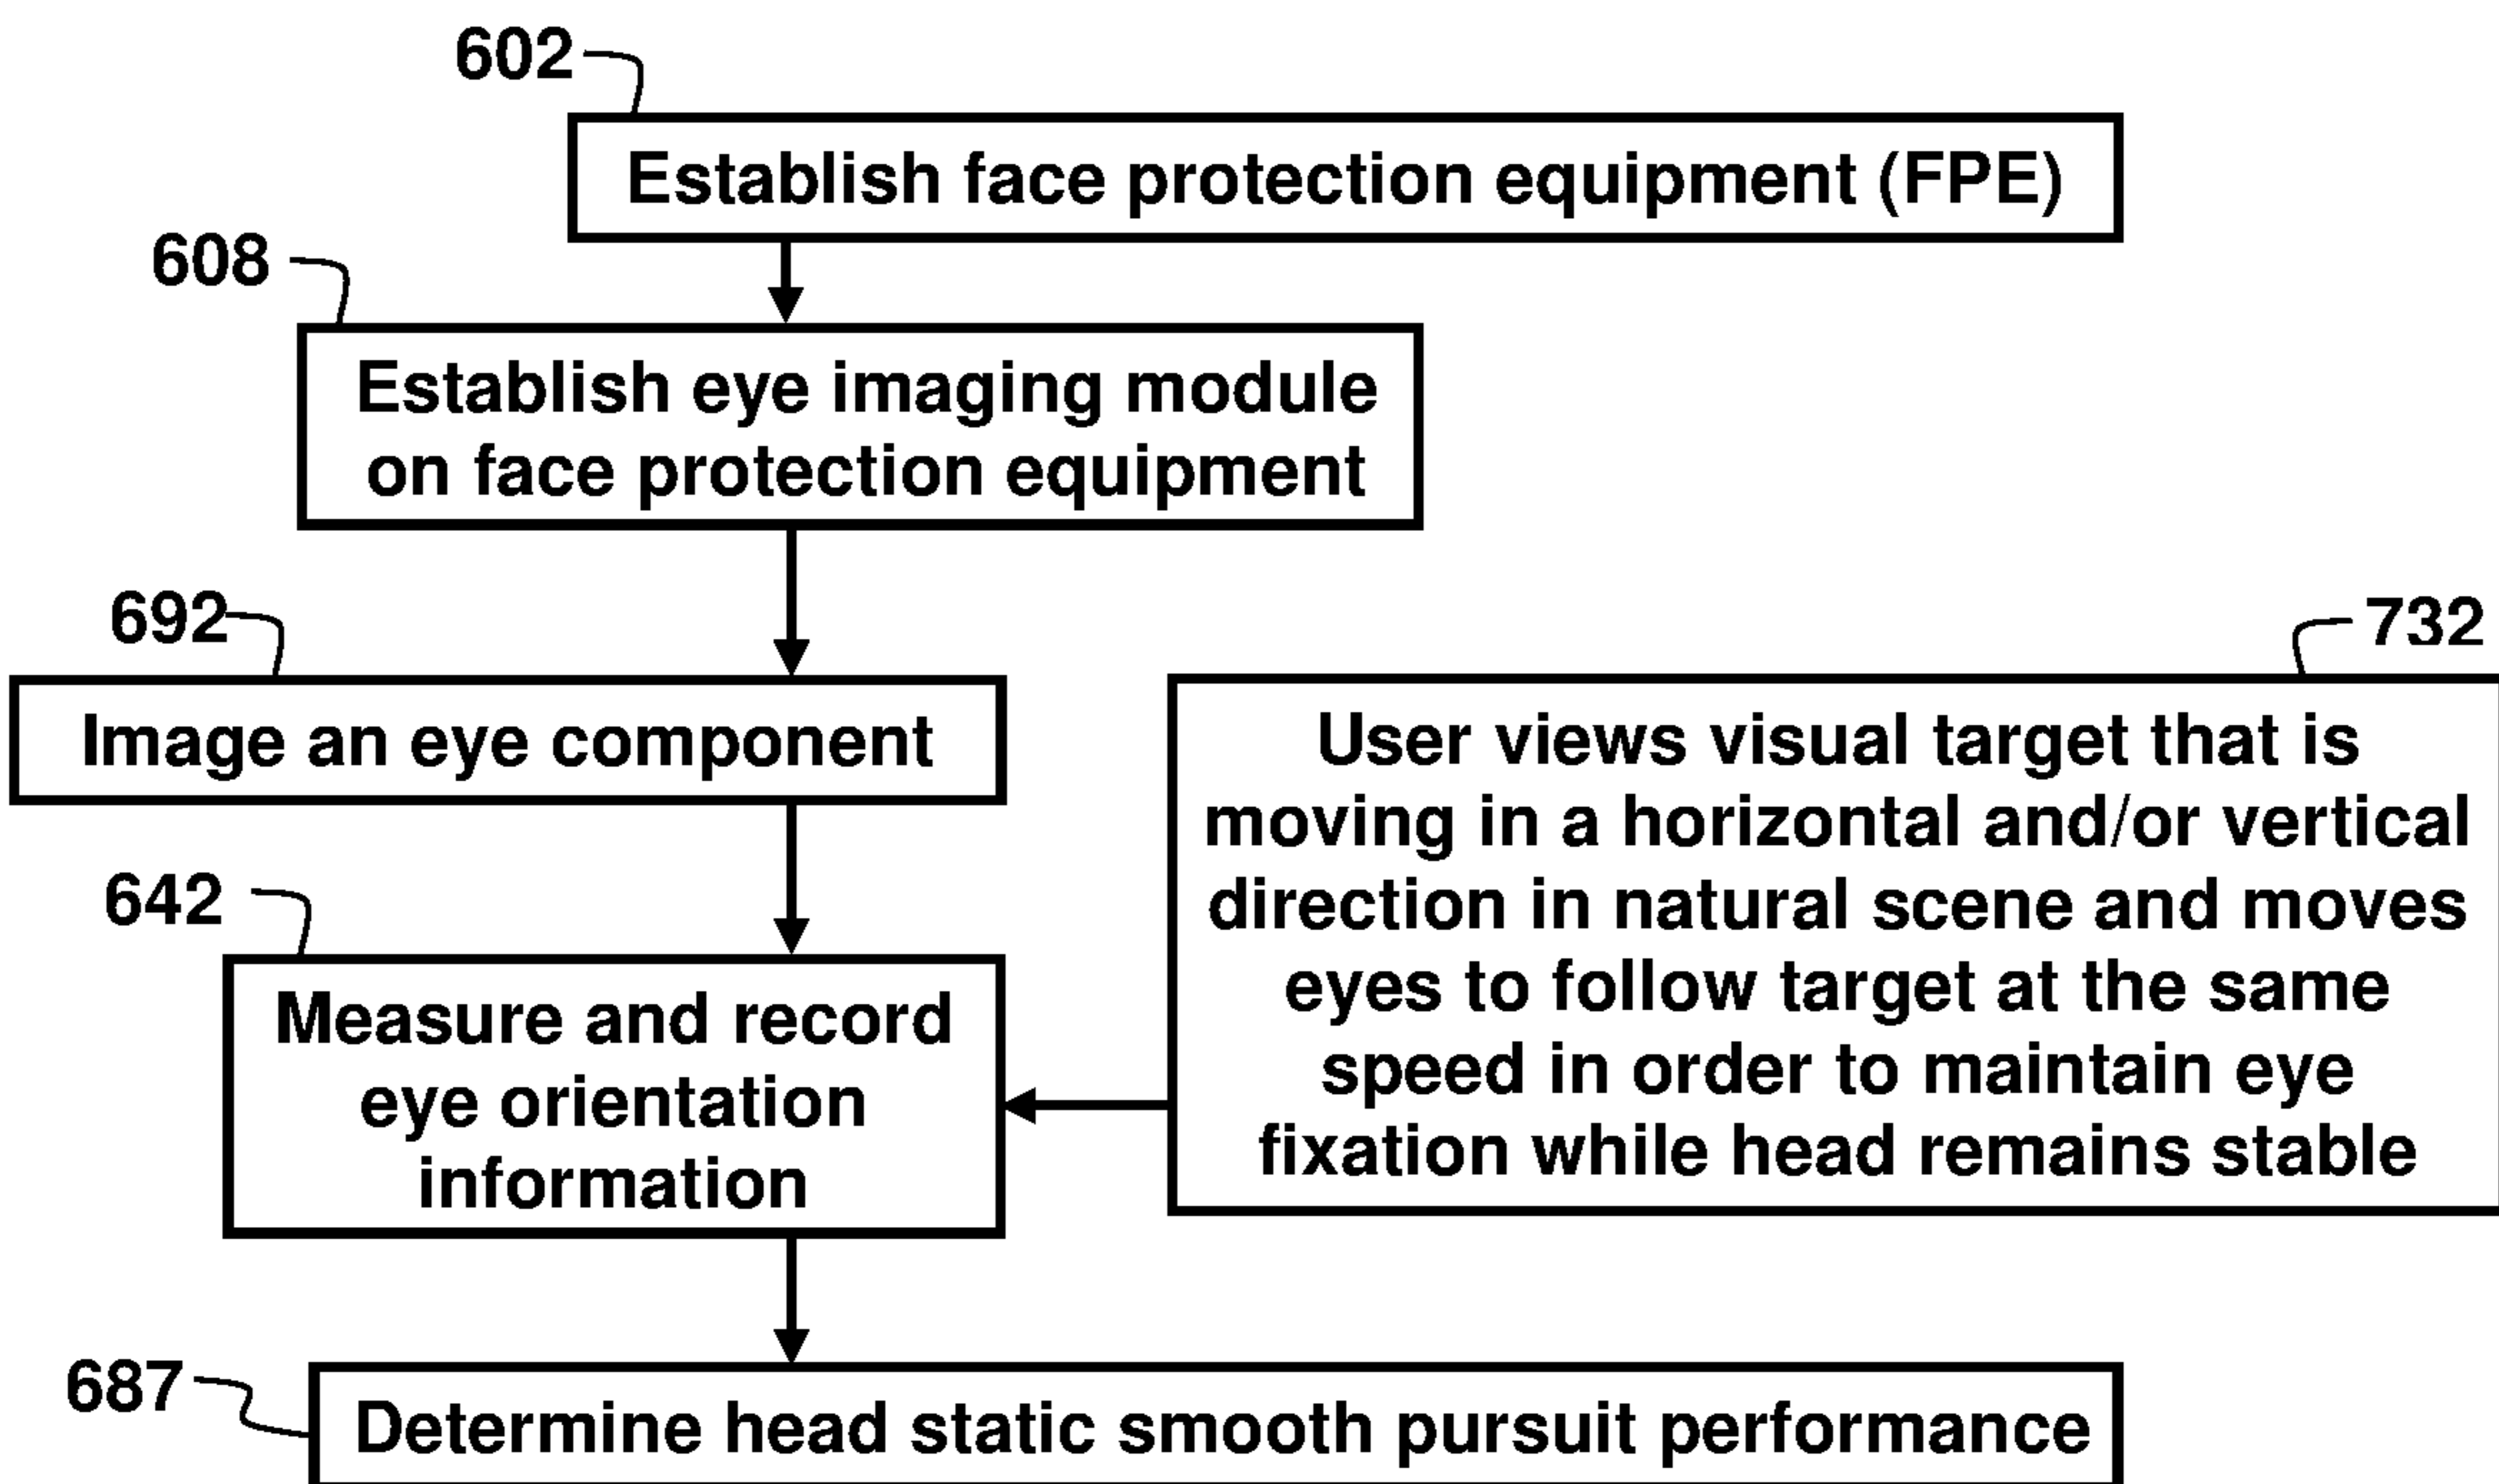 602
Establish face protection equipment (FPE)
608
Establish eye imaging module
on face protection equipment
692
Image an eye component
732
User views visual target that is
moving in a horizontal and/or vertical
direction in natural scene and moves
eyes to follow target at the same
speed in order to maintain eye
fixation while head remains stable
642
Measure and record
eye orientation
information
687
Determine head static smooth pursuit performance